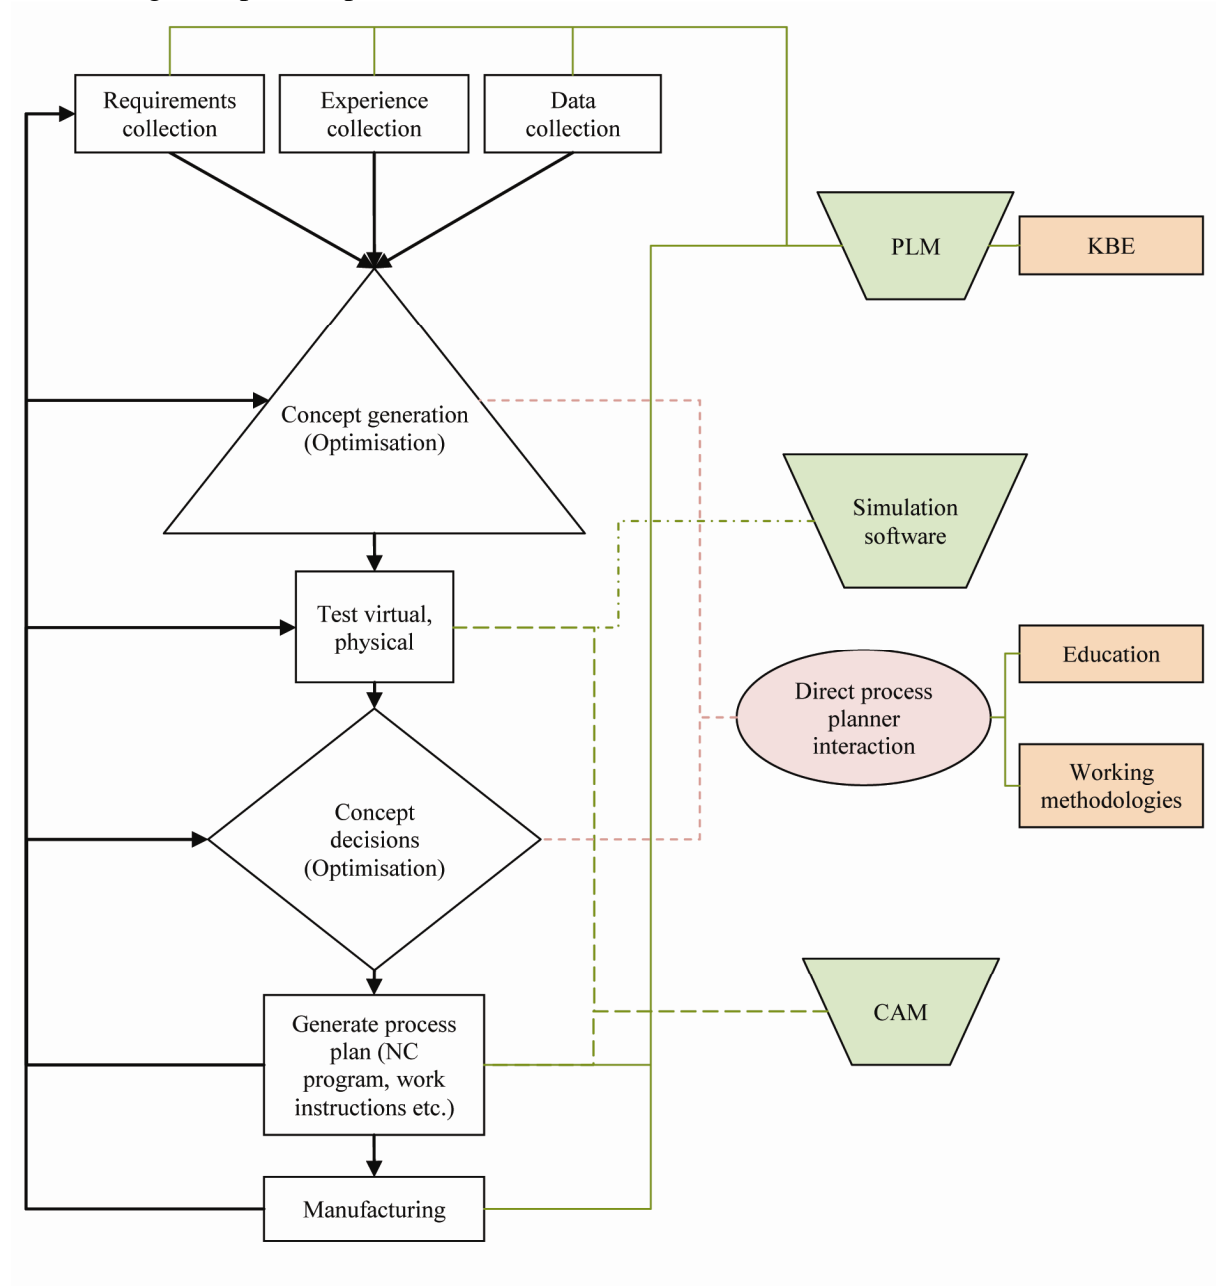 Requirements
collection
Experience
collection
Data
collection
PLM
KBE
Concept generation
(Optimisation)
Simulation
software
Test virtual,
physical
Education
Direct process
planner
interaction
Working
methodologies
Concept
decisions
(Optimisation)
CAM
Generate process
plan (NC
program, work
instructions etc.)
Manufacturing